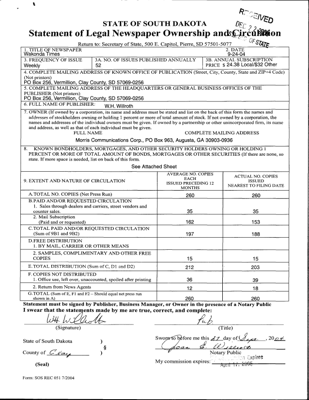 RECEIVED
STATE OF SOUTH DAKOTA
Statement of Legal Newspaper Ownership and Circulation
Return to: Secretary of State, 500 E. Capitol, Pierre, SD 57501-5077
1. TITLE OF NEWSPAPER
Wakonda Times
2. DATE
9-24-04
3. FREQUENCY OF ISSUE
Weekly
3A. NO. OF ISSUES PUBLISHED ANNUALLY
52
3B. ANNUAL SUBSCRIPTION
PRICE $ 24.38 Local/$32 Other
4. COMPLETE MAILING ADDRESS OF KNOWN OFFICE OF PUBLICATION (Street, City, County, State and ZIP+4 Code)
(Not printers)
PO Box 256, Vermillion, Clay County, SD 57069-0256
5. COMPLETE MAILING ADDRESS OF THE HEADQUARTERS OR GENERAL BUSINESS OFFICES OF THE
PUBLISHER (Not printer)
PO Box 256, Vermillion, Clay County, SD 57069-0256
6. FULL NAME OF PUBLISHER:
W.H. Willroth
7. OWNER (If owned by a corporation, its name and address must be stated and list on the back of this form the names and
addresses of stockholders owning or holding 1 percent or more of total amount of stock. If not owned by a corporation, the
names and addresses of the individual owners must be given. If owned by a partnership or other unincorporated firm, its name
and address, as well as that of each individual must be given.
FULL NAME
COMPLETE MAILING ADDRESS
Morris Communications Corp., PO Box 903, Augusta, GA 30903-0936
8. KNOWN BONDHOLDERS, MORTGAGES, AND OTHER SECURITY HOLDERS OWNING OR HOLDING 1
PERCENT OR MORE OF TOTAL AMOUNT OF BONDS, MORTGAGES OR OTHER SECURITIES (If there are none, so
state. If more space is needed, list on back of this form.
See Attached Sheet
9. EXTENT AND NATURE OF CIRCULATION
AVERAGE NO. COPIES
EACH
ISSUED PRECEDING 12
MONTHS
ACTUAL NO. COPIES
ISSUED
NEAREST TO FILING DATE
A. TOTAL NO. COPIES (Net Press Run) 260 260
B. PAID AND/OR REQUESTED CIRCULATION
1. Sales through dealers and carriers, street vendors and
counter sales. 35 35
2. Mail Subscription
(Paid and or requested) 162 153
C. TOTAL PAID AND/OR REQUESTED CIRCULATION
(Sum of 9B1 and 9B2) 197 188
D. FREE DISTRIBUTION
1. BY MAIL, CARRIER OR OTHER MEANS
2. SAMPLES, COMPLIMENTARY AND OTHER FREE
COPIES 15 15
E. TOTAL DISTRIBUTION (Sum of C, D1 and D2) 212 203
F. COPIES NOT DISTRIBUTED
1. Office use, left over, unaccounted, spoiled after printing 36 39
2. Return from News Agents 12 18
G. TOTAL (Sum of E, F1 and F2 - Should equal net press run
shown in A) 260 260
Statement must be signed by Publisher, Business Manager, or Owner in the presence of a Notary Public
I swear that the statements made by me are true, correct, and complete:
(Signature)
Pub.
(Title)
State of South Dakota )
County of Clay )
(Seal)
Sworn to before me this 27 day of Sept 2004
Notary Public
My commission expires:
Form: SOS REC 051 7/2004